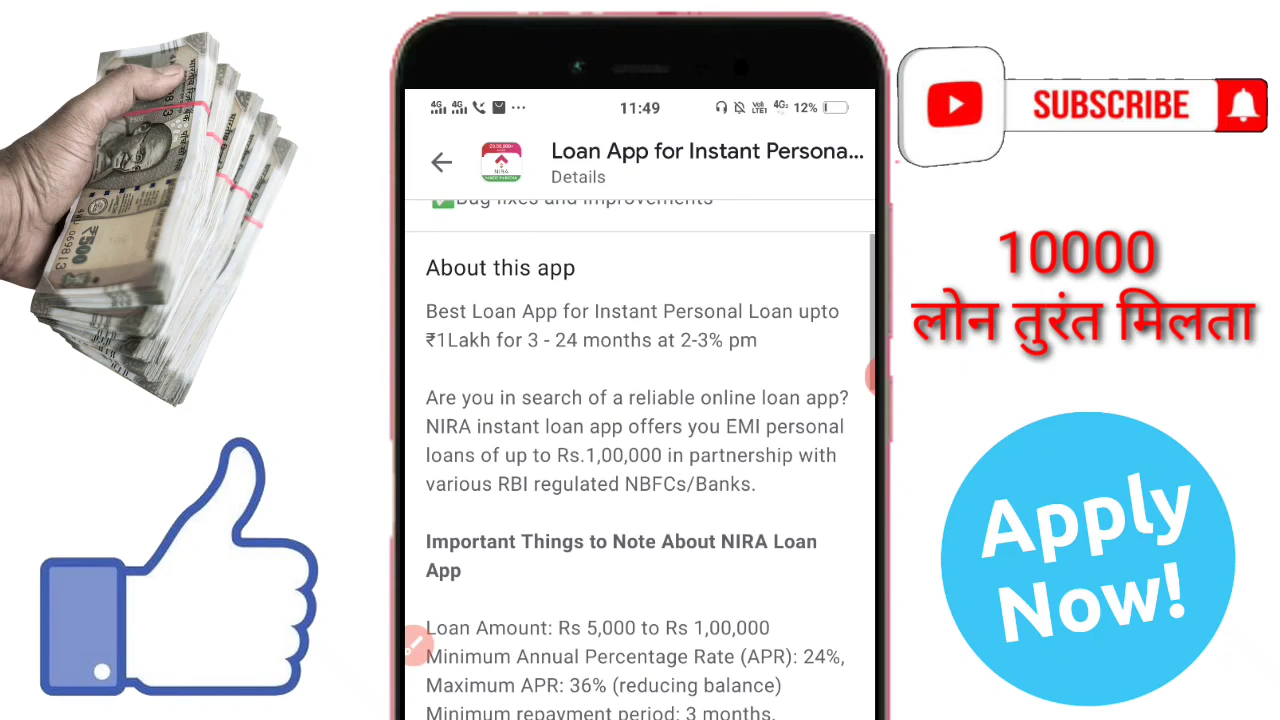 11:49
12%
Loan App for Instant Persona...
Details
Bug fixes and improvements
About this app
Best Loan App for Instant Personal Loan upto
₹1Lakh for 3 - 24 months at 2-3% pm
Are you in search of a reliable online loan app?
NIRA instant loan app offers you EMI personal
loans of up to Rs.1,00,000 in partnership with
various RBI regulated NBFCs/Banks.
Important Things to Note About NIRA Loan
App
Loan Amount: Rs 5,000 to Rs 1,00,000
Minimum Annual Percentage Rate (APR): 24%,
Maximum APR: 36% (reducing balance)
Minimum repayment period: 3 months,
NIRA
₹500
SUBSCRIBE
10000
लोन तुरंत मिलता
Apply
Now!